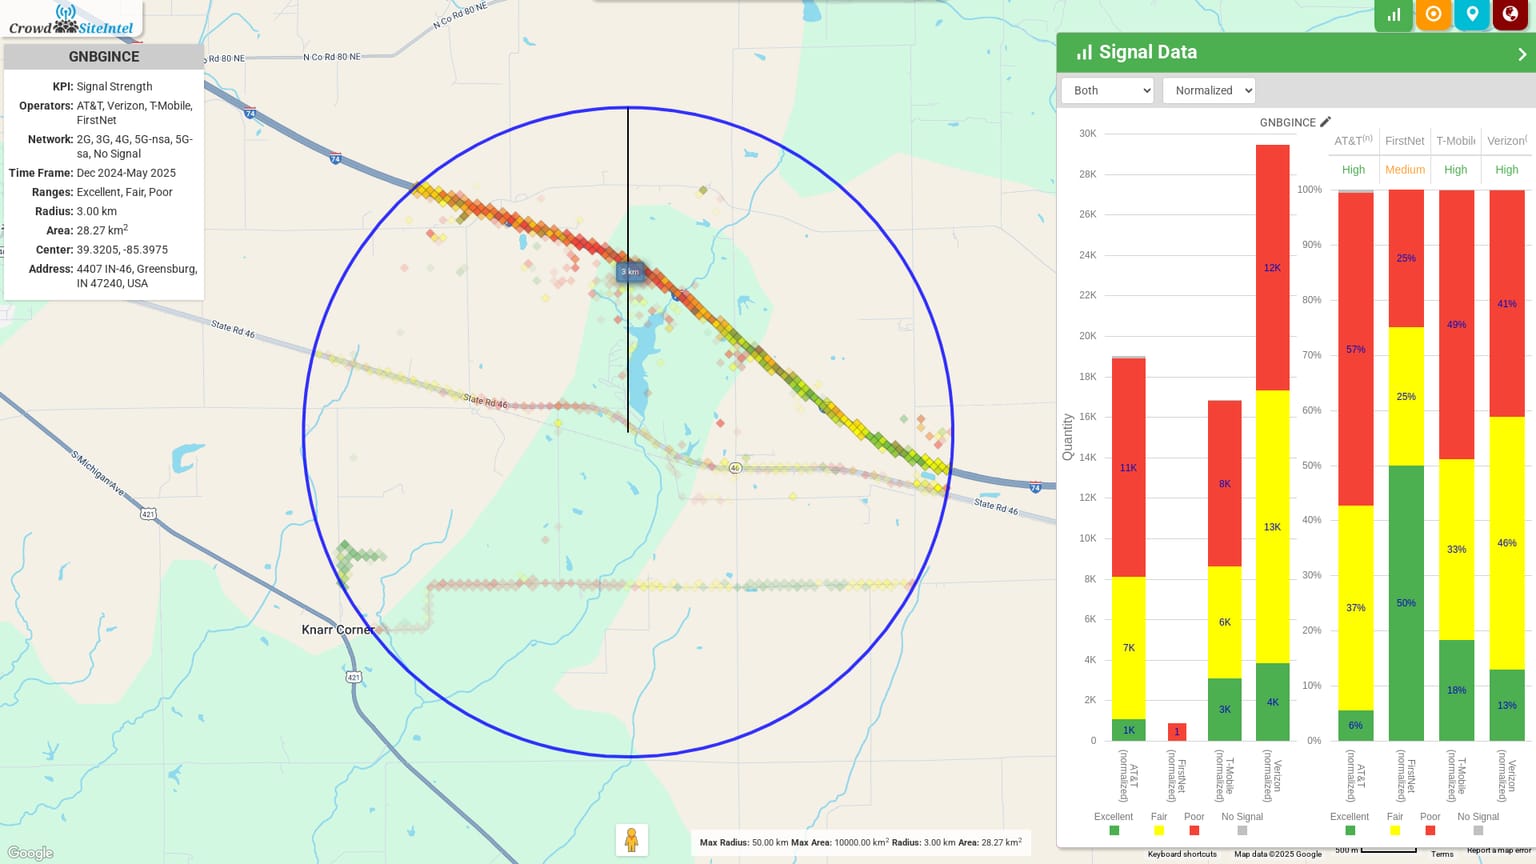 Crowd SiteIntel
GNBGINCE
KPI: Signal Strength
Operators: AT&T, Verizon, T-Mobile,
FirstNet
Network: 2G, 3G, 4G, 5G-nsa, 5G-
sa, No Signal
Time Frame: Dec 2024-May 2025
Ranges: Excellent, Fair, Poor
Radius: 3.00 km
Area: 28.27 km²
Center: 39.3205, -85.3975
Address: 4407 IN-46, Greensburg,
IN 47240, USA
N Co Rd 80 NE
Rd 80 NE
N Co Rd 80 NE
74
74
3 km
State Rd 46
State Rd 46
46
74
State Rd 46
S Michigan Ave
421
Knarr Corner
421
Google
Max Radius: 50.00 km Max Area: 10000.00 km² Radius: 3.00 km Area: 28.27 km²
Signal Data
Both
Normalized
GNBGINCE
30K
28K
26K
24K
22K
20K
18K
16K
14K
12K
10K
8K
6K
4K
2K
0
Quantity
11K
7K
1K
1
8K
6K
3K
12K
13K
4K
AT&T (normalized)
FirstNet (normalized)
T-Mobile (normalized)
Verizon (normalized)
Excellent Fair Poor No Signal
AT&T(n) FirstNet T-Mobile Verizon(
High Medium High High
100%
90%
80%
70%
60%
50%
40%
30%
20%
10%
0%
57%
37%
6%
25%
25%
50%
49%
33%
18%
41%
46%
13%
AT&T (normalized)
FirstNet (normalized)
T-Mobile (normalized)
Verizon (normalized)
Excellent Fair Poor No Signal
Keyboard shortcuts
Map data ©2025 Google
500 m
Terms
Report a map error